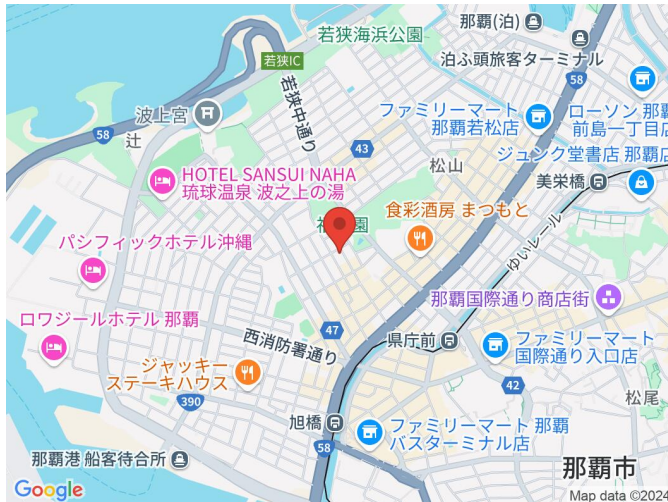 那覇(泊)
若狭海浜公園
泊ふ頭旅客ターミナル
若狭IC
58
若狭中通り
ファミリーマート
那覇若松店
ローソン 那覇
前島一丁目店
波上宮
辻
58
43
松山
ジュンク堂書店 那覇店
美栄橋
HOTEL SANSUI NAHA
琉球温泉 波之上の湯
食彩酒房 まつもと
ゆいレール
パシフィックホテル沖縄
那覇国際通り商店街
ロワジールホテル 那覇
47
県庁前
西消防署通り
ファミリーマート
国際通り入口店
ジャッキー
ステーキハウス
42
松尾
390
旭橋
ファミリーマート 那覇
バスターミナル店
58
那覇港 船客待合所
那覇市
Google
Map data ©2024